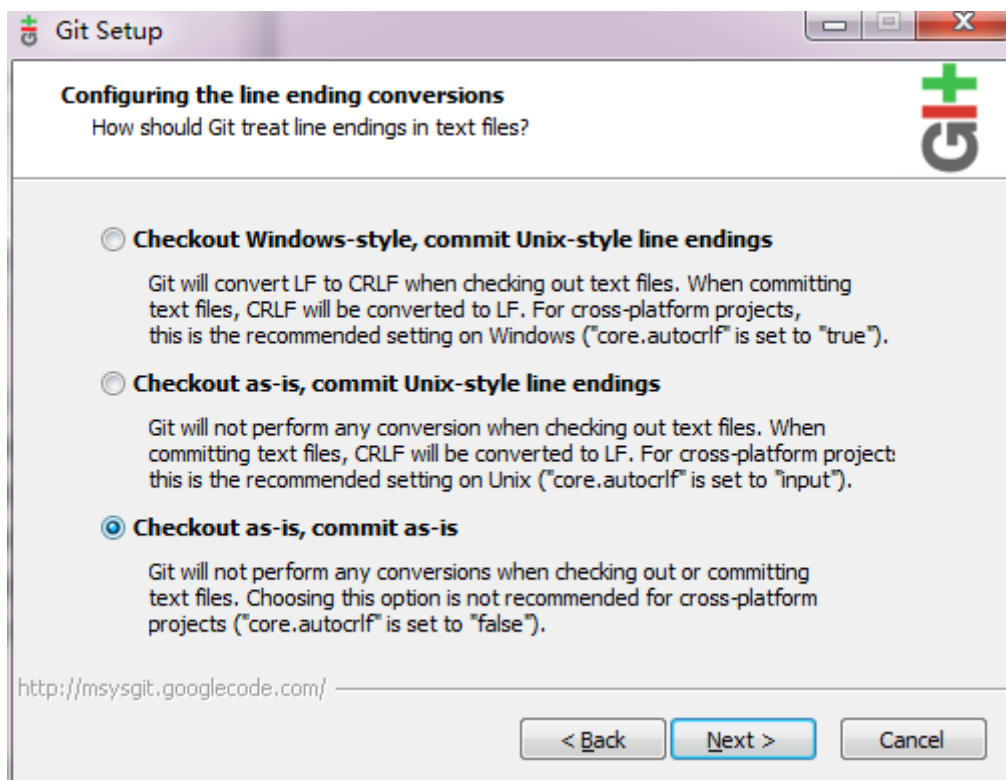 Git Setup
Configuring the line ending conversions
How should Git treat line endings in text files?
GIT
Checkout Windows-style, commit Unix-style line endings
Git will convert LF to CRLF when checking out text files. When committing
text files, CRLF will be converted to LF. For cross-platform projects,
this is the recommended setting on Windows ("core.autocrlf" is set to "true").
Checkout as-is, commit Unix-style line endings
Git will not perform any conversion when checking out text files. When
committing text files, CRLF will be converted to LF. For cross-platform project:
this is the recommended setting on Unix ("core.autocrlf" is set to "input").
Checkout as-is, commit as-is
Git will not perform any conversions when checking out or committing
text files. Choosing this option is not recommended for cross-platform
projects ("core.autocrlf" is set to "false").
http://msysgit.googlecode.com/
< Back
Next >
Cancel